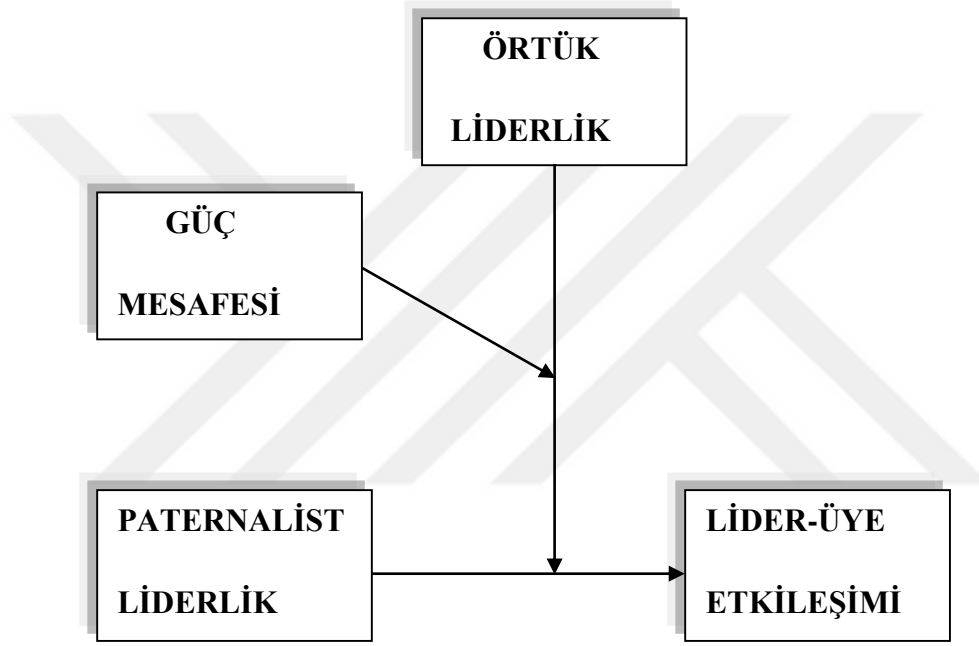 ÖRTÜK
LİDERLİK
GÜÇ
MESAFESİ
PATERNALİST
LİDERLİK
LİDER-ÜYE
ETKİLEŞİMİ